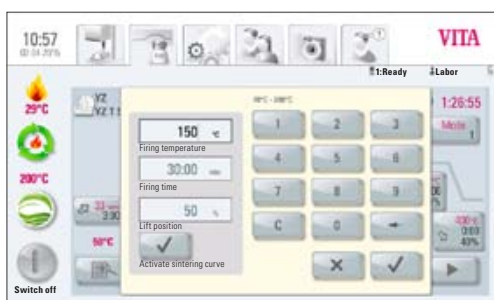 10:57
VITA
1:Ready
Labor
29°C
YZ
1:26:55
Mode 1
150 °C
Firing temperature
1 2 3
30:00
Firing time
4 5 6
200°C
50 %
Lift position
7 8 9
C 0
50°C
Activate sintering curve
40%
Switch off